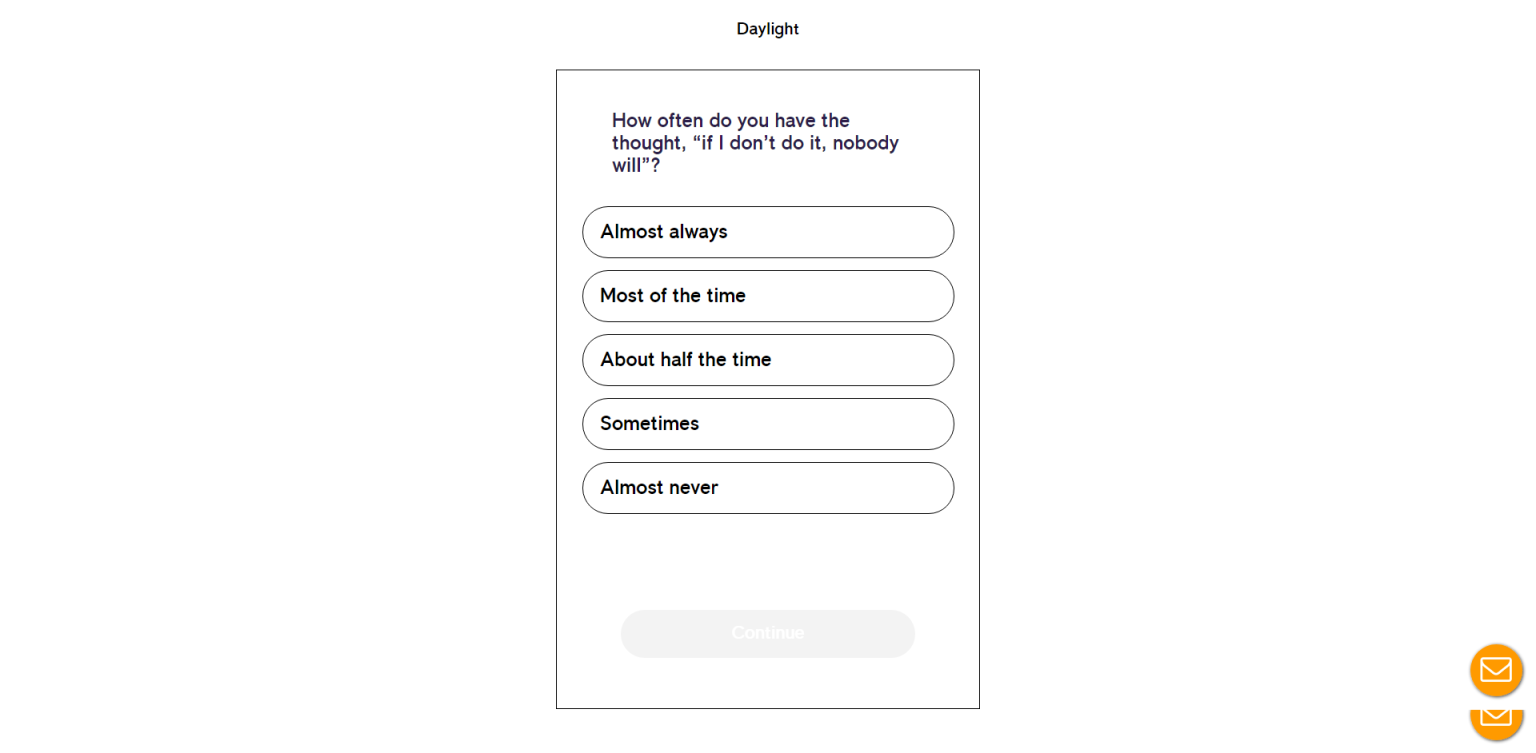 Daylight
How often do you have the
thought, “if I don’t do it, nobody
will”?
Almost always
Most of the time
About half the time
Sometimes
Almost never
Continue